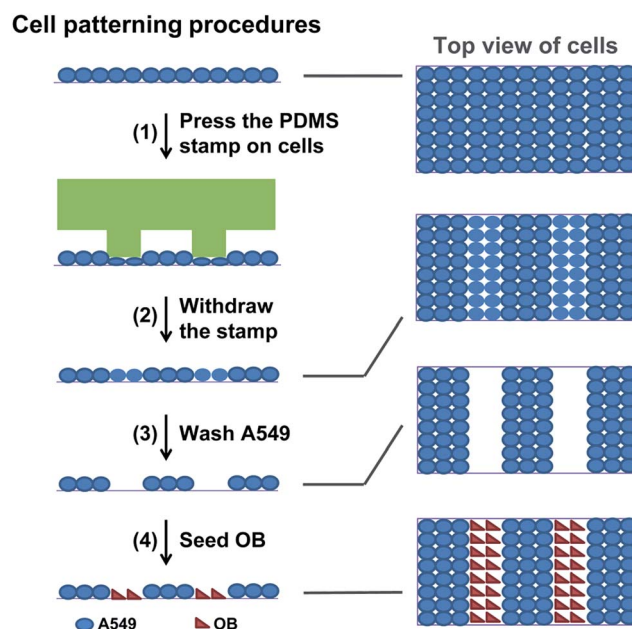 Cell patterning procedures
Top view of cells
(1) Press the PDMS
stamp on cells
(2) Withdraw
the stamp
(3) Wash A549
(4) Seed OB
A549 OB